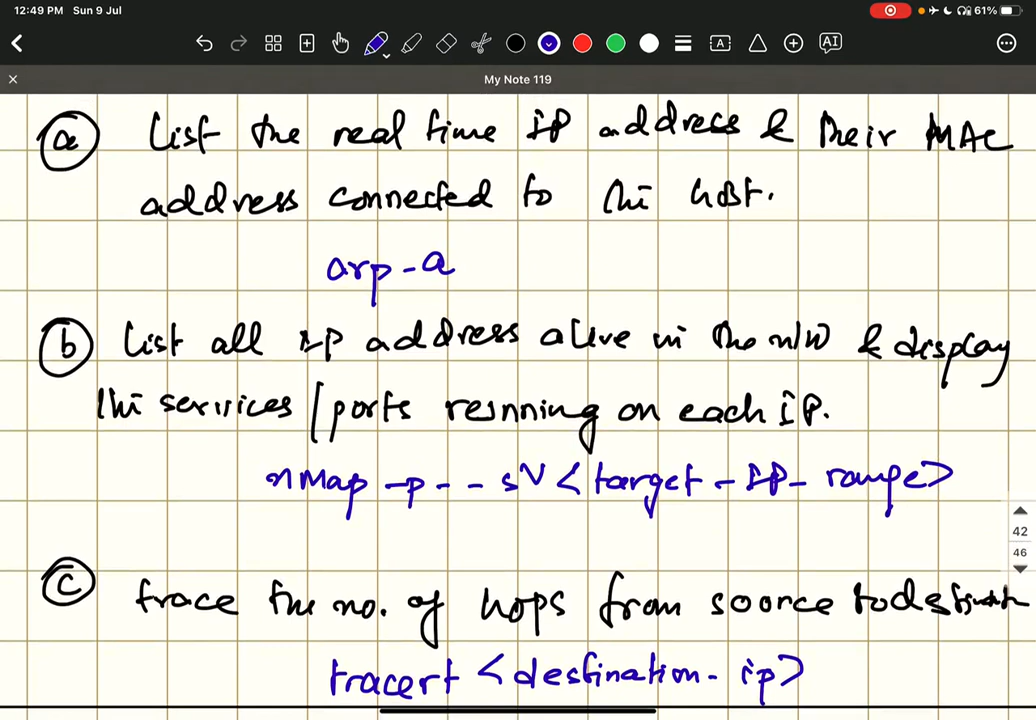 12:49 PM Sun 9 Jul 61%
AI
My Note 119
a List the real time IP address & their MAC
address connected to the host.
arp -a
b List all IP address alive in the n/w & display
the services / ports running on each IP.
nMap -p- -sV <target-IP-range>
42
46
c trace the no. of hops from soorce to
tracert <destination-ip>